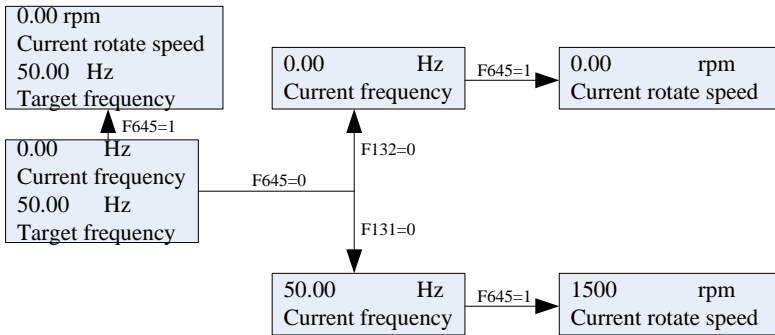 0.00 rpm
Current rotate speed
50.00 Hz
Target frequency
F645=1
0.00 Hz
Current frequency
50.00 Hz
Target frequency
F645=0
0.00 Hz
Current frequency
F645=1
0.00 rpm
Current rotate speed
F132=0
F131=0
50.00 Hz
Current frequency
F645=1
1500 rpm
Current rotate speed